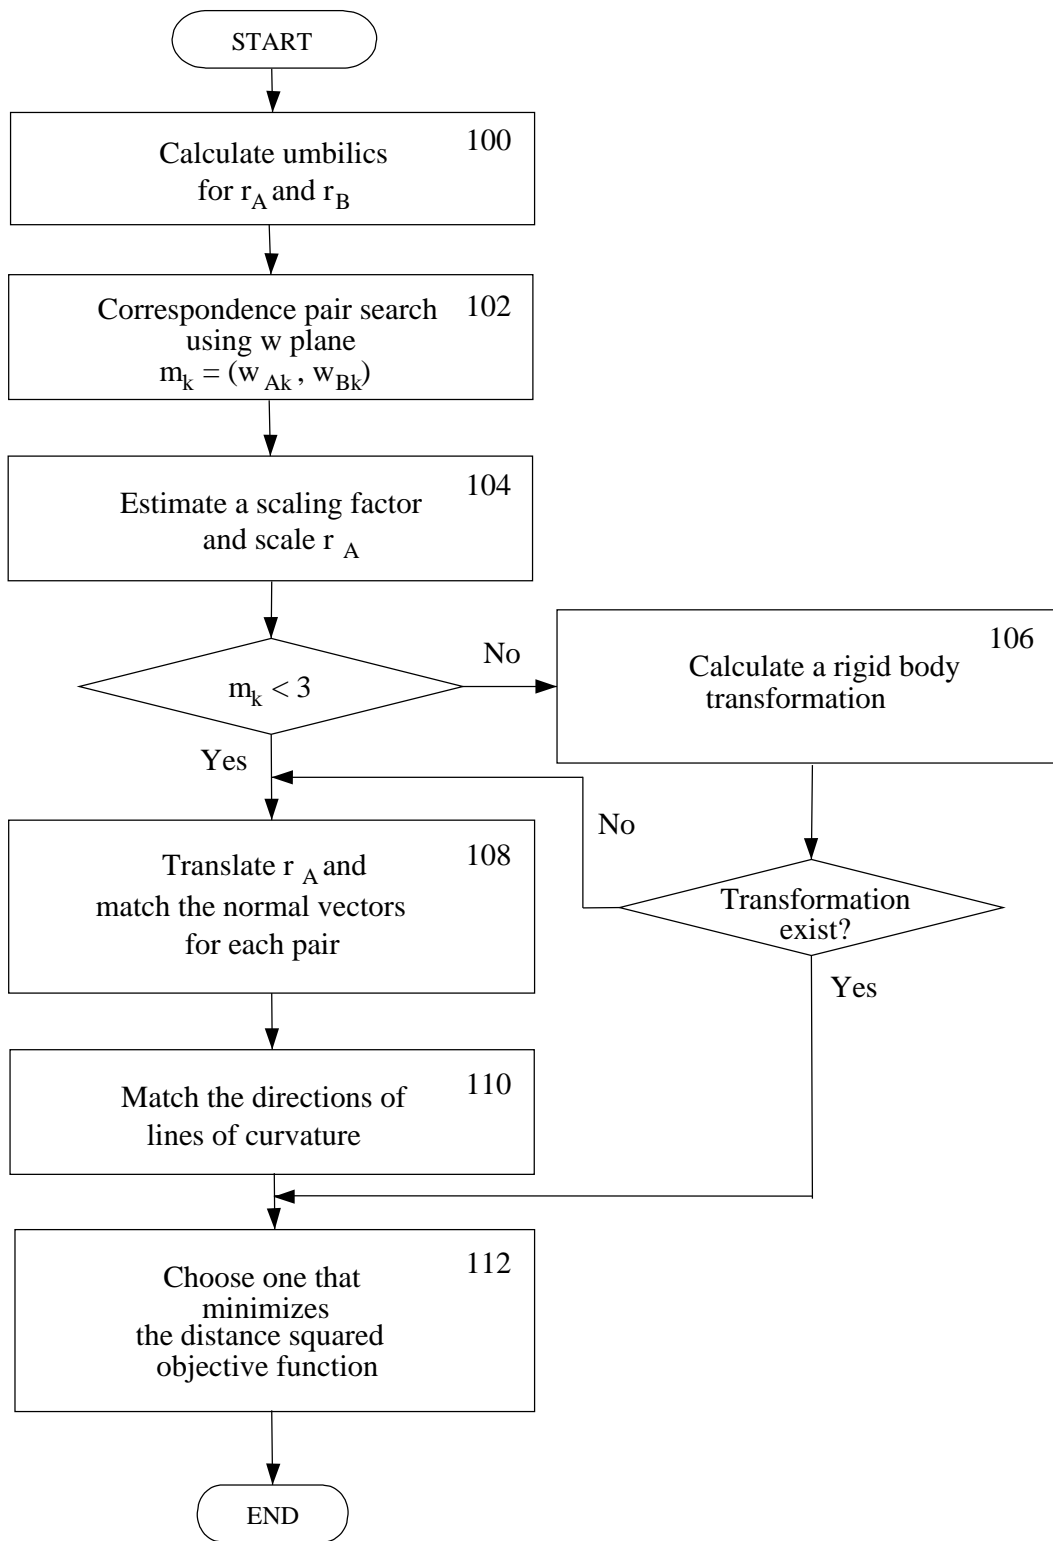 START
100
Calculate umbilics
for r_A and r_B
102
Correspondence pair search
using w plane
m_k = (w_Ak , w_Bk)
104
Estimate a scaling factor
and scale r_A
m_k < 3
No
Yes
106
Calculate a rigid body
transformation
No
Transformation
exist?
Yes
108
Translate r_A and
match the normal vectors
for each pair
110
Match the directions of
lines of curvature
112
Choose one that
minimizes
the distance squared
objective function
END